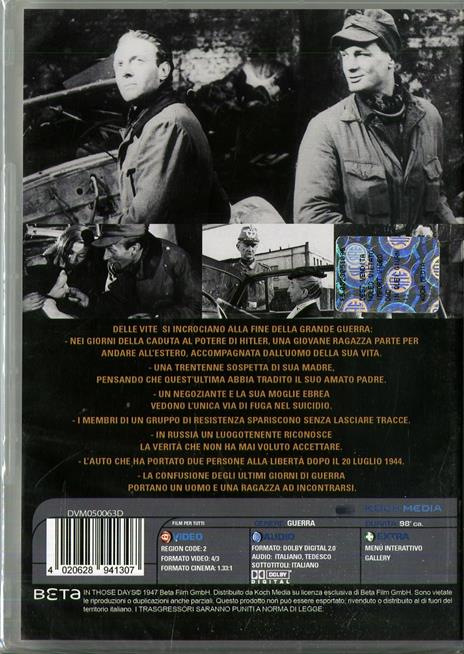 DELLE VITE SI INCROCIANO ALLA FINE DELLA GRANDE GUERRA:
- NEI GIORNI DELLA CADUTA AL POTERE DI HITLER, UNA GIOVANE RAGAZZA PARTE PER
ANDARE ALL'ESTERO, ACCOMPAGNATA DALL'UOMO DELLA SUA VITA.
- UNA TRENTENNE SOSPETTA DI SUA MADRE,
PENSANDO CHE QUEST'ULTIMA ABBIA TRADITO IL SUO AMATO PADRE.
- UN NEGOZIANTE E LA SUA MOGLIE EBREA
VEDONO L'UNICA VIA DI FUGA NEL SUICIDIO.
- I MEMBRI DI UN GRUPPO DI RESISTENZA SPARISCONO SENZA LASCIARE TRACCE.
- IN RUSSIA UN LUOGOTENENTE RICONOSCE
LA VERITÀ CHE NON HA MAI VOLUTO ACCETTARE.
- L'AUTO CHE HA PORTATO DUE PERSONE ALLA LIBERTÀ DOPO IL 20 LUGLIO 1944.
- LA CONFUSIONE DEGLI ULTIMI GIORNI DI GUERRA
PORTANO UN UOMO E UNA RAGAZZA AD INCONTRARSI.
KOCH MEDIA
DVM050063D
FILM PER TUTTI
GENERE: GUERRA
DURATA: 98' ca.
VIDEO
REGION CODE: 2
FORMATO VIDEO: 4/3
FORMATO CINEMA: 1.33:1
AUDIO
FORMATO: DOLBY DIGITAL 2.0
AUDIO: ITALIANO, TEDESCO
SOTTOTITOLI: ITALIANO
DOLBY
DIGITAL
EXTRA
MENÙ INTERATTIVO
GALLERY
4 020628 941307
BETA
IN THOSE DAYS© 1947 Beta Film GmbH. Distribuito da Koch Media su licenza esclusiva di Beta Film GmbH. Sono vietate
le riproduzioni o duplicazioni anche parziali. Questo prodotto non può essere esportato, rivenduto o distribuito al di fuori del
territorio italiano. I TRASGRESSORI SARANNO PUNITI A NORMA DI LEGGE.